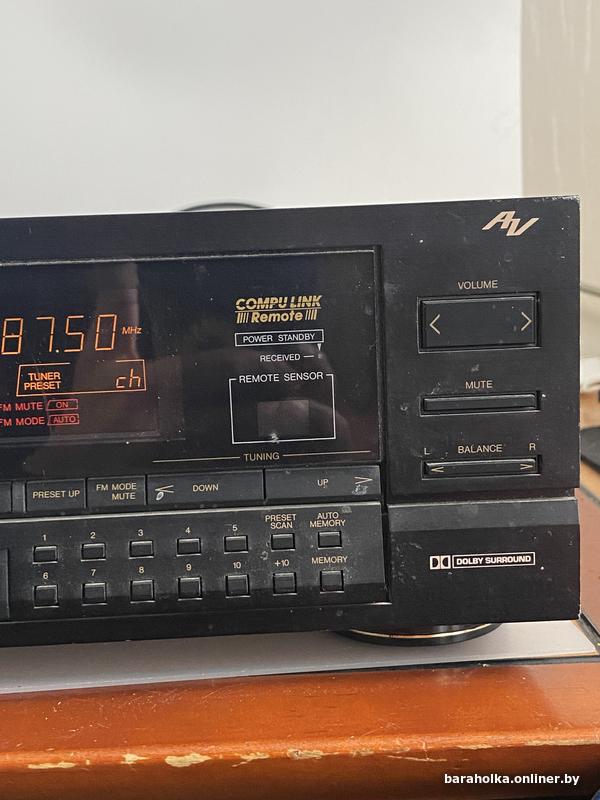 AV
VOLUME
COMPU LINK
Remote
87.50 MHz
POWER STANDBY
RECEIVED
TUNER
PRESET
ch
REMOTE SENSOR
MUTE
FM MUTE ON
FM MODE AUTO
L BALANCE R
TUNING
PRESET UP
FM MODE
MUTE
DOWN
UP
1 2 3 4 5
PRESET
SCAN
AUTO
MEMORY
6 7 8 9 10 +10 MEMORY
DOLBY SURROUND
baraholka.onliner.by